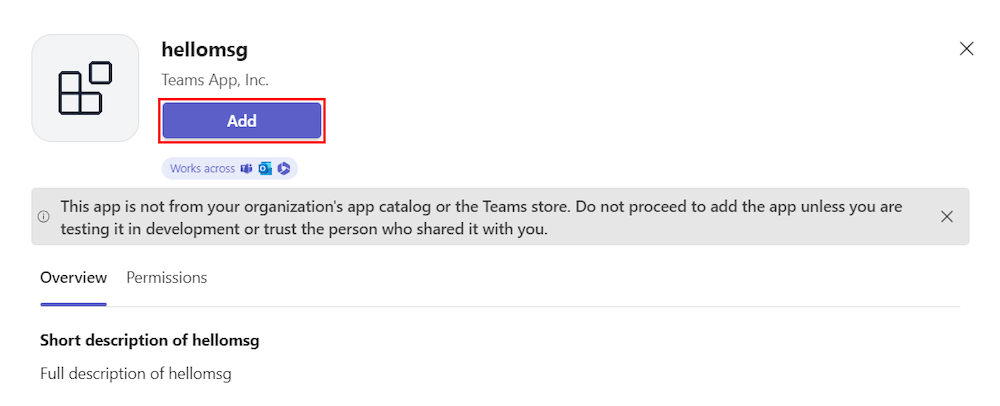 hellomsg
Teams App, Inc.
Add
Works across
This app is not from your organization's app catalog or the Teams store. Do not proceed to add the app unless you are
testing it in development or trust the person who shared it with you.
Overview Permissions
Short description of hellomsg
Full description of hellomsg